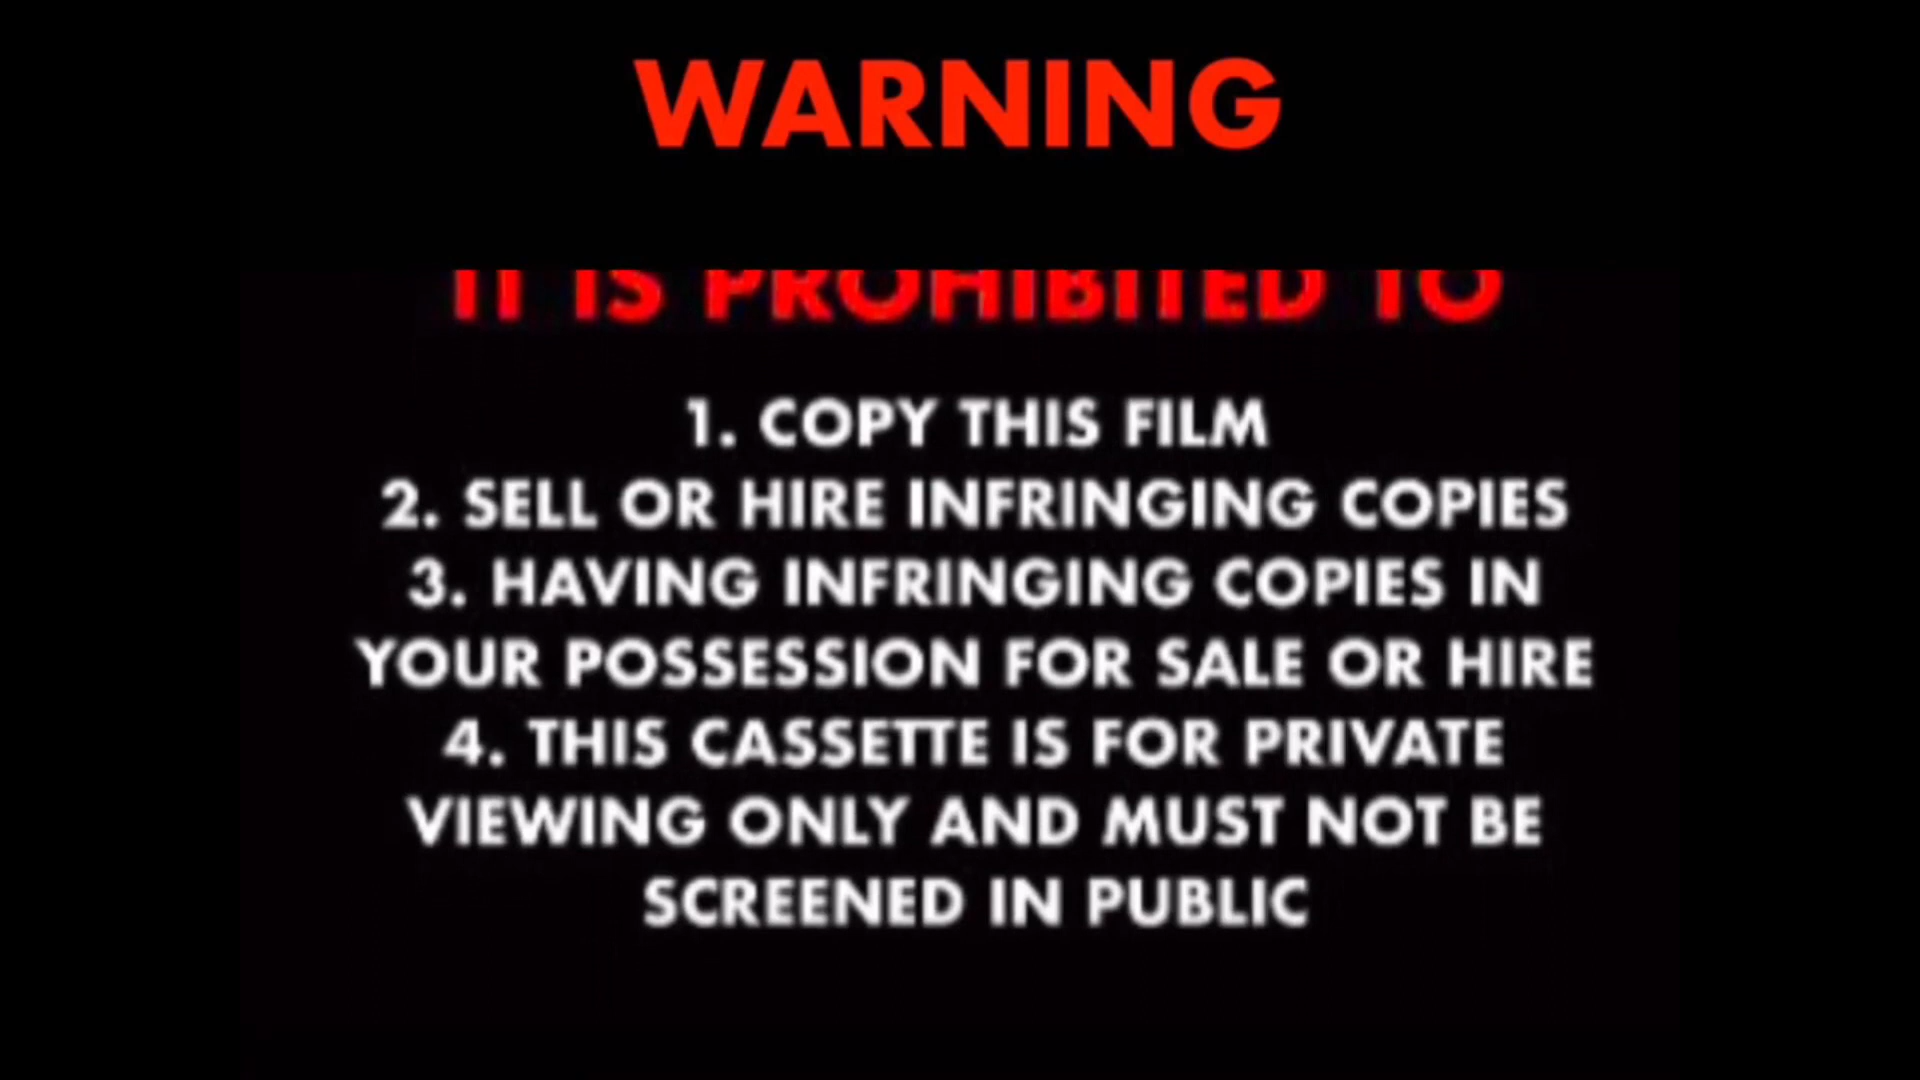 WARNING
IT IS PROHIBITED TO
1. COPY THIS FILM
2. SELL OR HIRE INFRINGING COPIES
3. HAVING INFRINGING COPIES IN
YOUR POSSESSION FOR SALE OR HIRE
4. THIS CASSETTE IS FOR PRIVATE
VIEWING ONLY AND MUST NOT BE
SCREENED IN PUBLIC